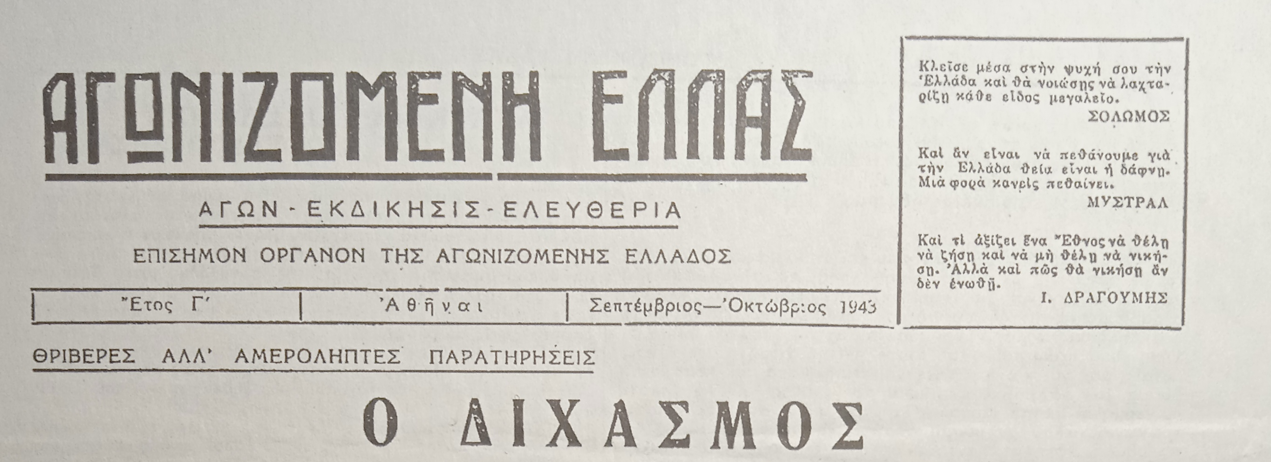 ΑΓΩΝΙΖΟΜΕΝΗ ΕΛΛΑΣ
ΑΓΩΝ - ΕΚΔΙΚΗΣΙΣ - ΕΛΕΥΘΕΡΙΑ
ΕΠΙΣΗΜΟΝ ΟΡΓΑΝΟΝ ΤΗΣ ΑΓΩΝΙΖΟΜΕΝΗΣ ΕΛΛΑΔΟΣ
Ἔτος Γ' Ἀθῆναι Σεπτέμβριος—Ὀκτώβριος 1943
Κλεῖσε μέσα στὴν ψυχή σου τὴν
Ἑλλάδα καὶ θὰ νοιώσῃς νὰ λαχτα-
ρίζῃ κάθε εἶδος μεγαλεῖο.
ΣΟΛΩΜΟΣ
Καὶ ἂν εἶναι νὰ πεθάνουμε γιὰ
τὴν Ἑλλάδα θεία εἶναι ἡ δάφνη.
Μιὰ φορὰ κανεὶς πεθαίνει.
ΜΥΣΤΡΑΛ
Καὶ τί ἀξίζει ἕνα Ἔθνος νὰ θέλῃ
νὰ ζήσῃ καὶ νὰ μὴ θέλῃ νὰ νική-
σῃ. Ἀλλὰ καὶ πῶς θὰ νικήσῃ ἂν
δὲν ἑνωθῇ.
Ι. ΔΡΑΓΟΥΜΗΣ
ΘΡΙΒΕΡΕΣ ΑΛΛ' ΑΜΕΡΟΛΗΠΤΕΣ ΠΑΡΑΤΗΡΗΣΕΙΣ
Ο ΔΙΧΑΣΜΟΣ